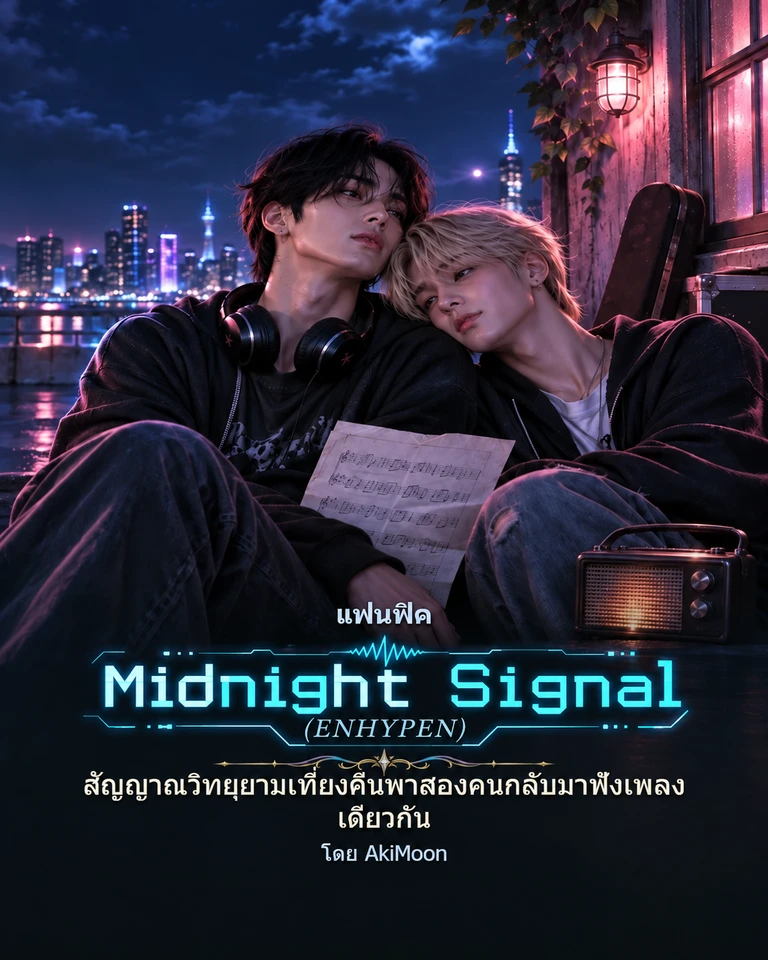 แฟนฟิค
Midnight Signal
(ENHYPEN)
สัญญาณวิทยุยามเที่ยงคืนพาสองคนกลับมาฟังเพลง
เดียวกัน
โดย AkiMoon